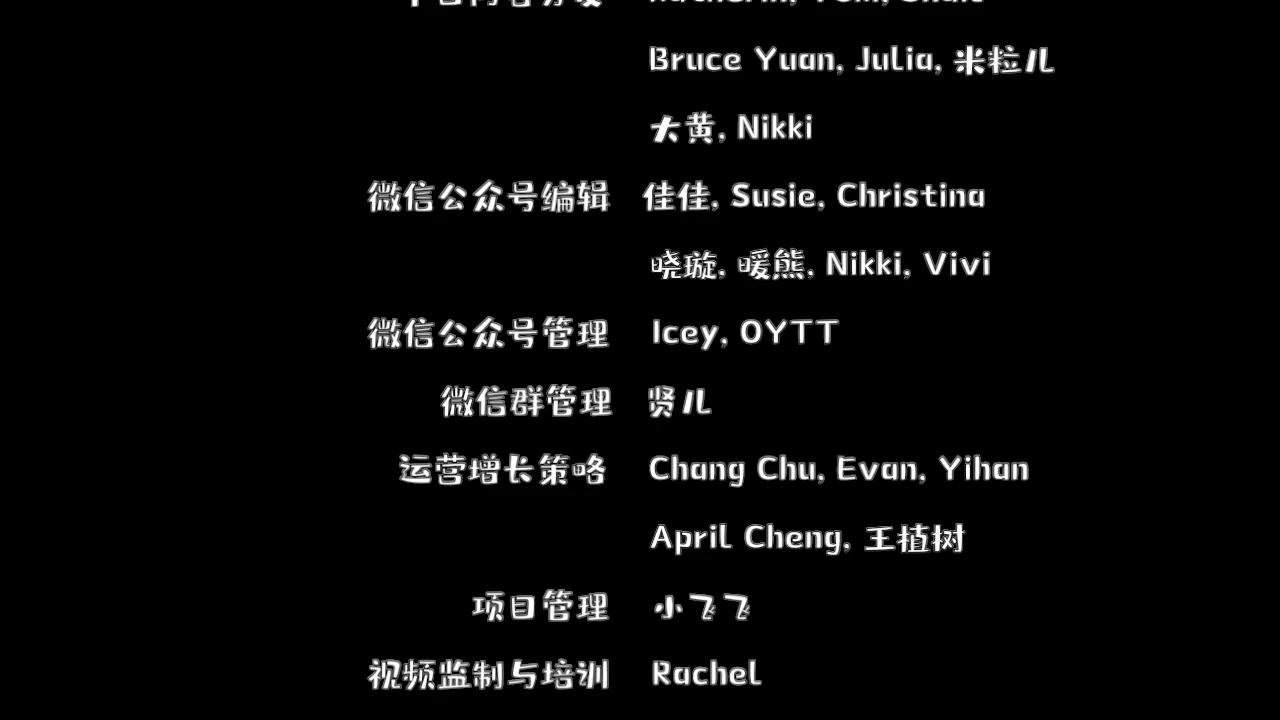 Bruce Yuan, Julia, 米粒儿
大黄, Nikki
微信公众号编辑 佳佳, Susie, Christina
晓璇, 暖熊, Nikki, Vivi
微信公众号管理 Icey, OYTT
微信群管理 贤儿
运营增长策略 Chang Chu, Evan, Yihan
April Cheng, 王植树
项目管理 小飞飞
视频监制与培训 Rachel